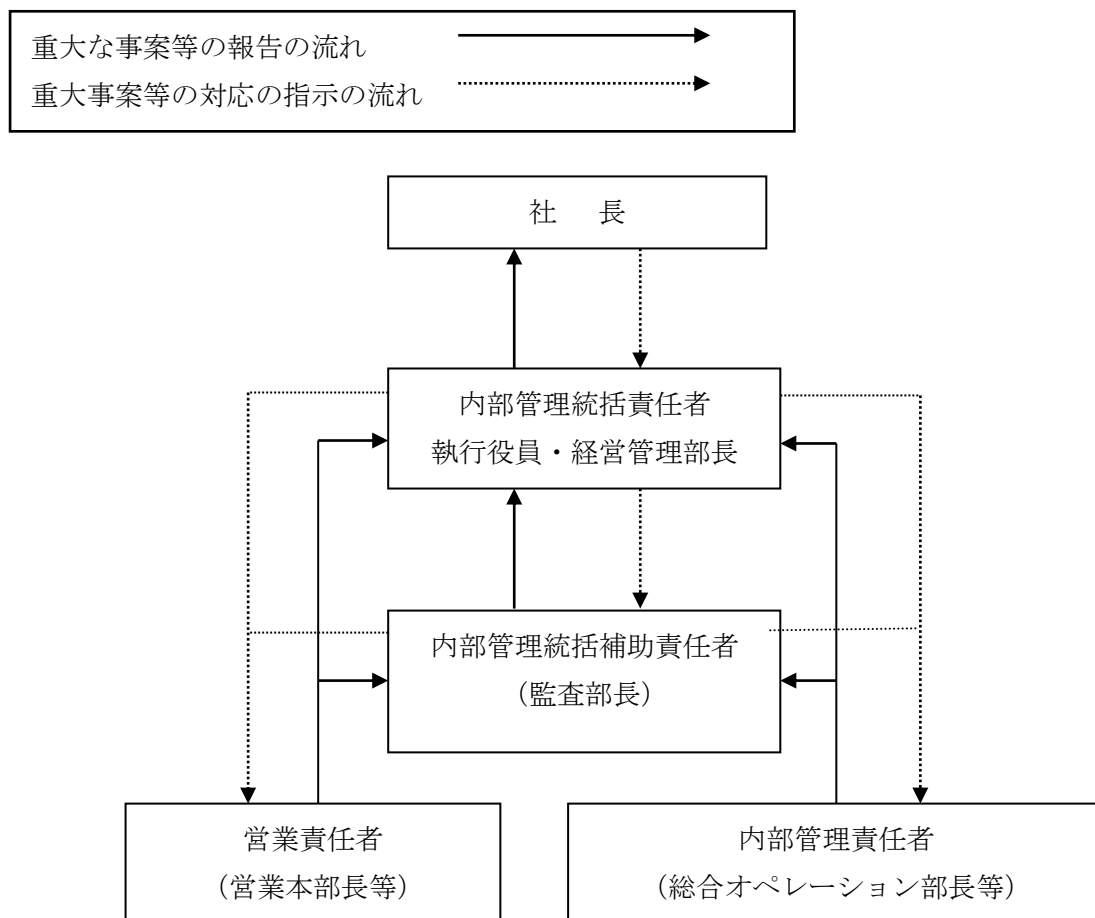 重大な事案等の報告の流れ
重大事案等の対応の指示の流れ
社　長
内部管理統括責任者
執行役員・経営管理部長
内部管理統括補助責任者
（監査部長）
営業責任者
（営業本部長等）
内部管理責任者
（総合オペレーション部長等）